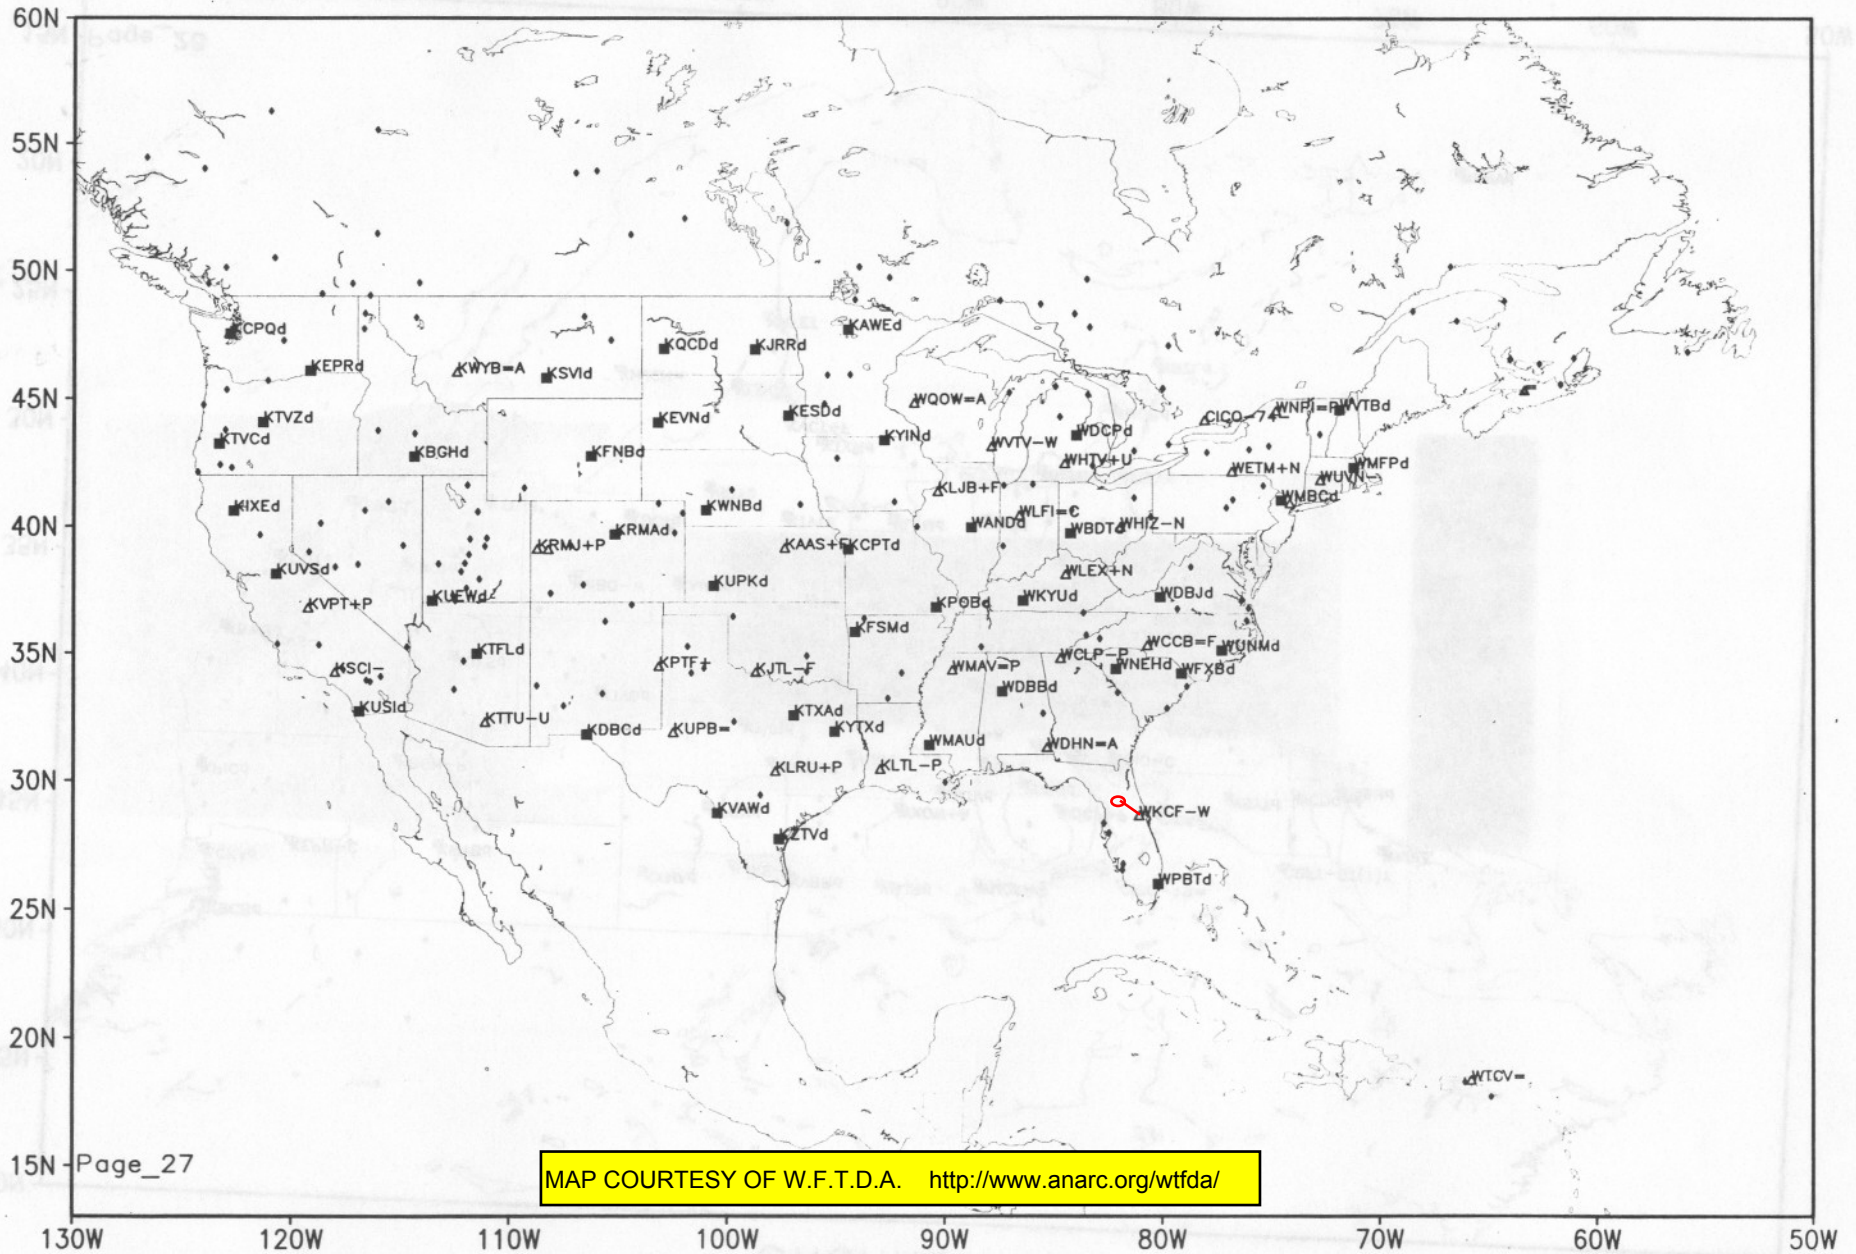 60N
55N
50N
45N
40N
35N
30N
25N
20N
15N
Page_27
KCPQd
KEPRd
KWYB=A
KSVId
KQCDd
KJRRd
KAWEd
KTVZd
KTVCd
KBGHd
KEVNd
KFNBd
KESDd
KYINd
WQOW=A
WVTV-W
WDCPd
WHTV+U
CICO-74
WNPI=P
WVTBd
WETM+N
WUVN-
WMFPd
WMBCd
KIXEd
KRMAd
KRMJ+P
KWNBd
KLJB+F
WLFI=C
WANDd
WBDTd
WHIZ-N
KAAS+F
KCPTd
KUVSd
KVPT+P
KUEWd
KUPKd
WLEX+N
WKYUd
WDBJd
KPOBd
KFSMd
KSCI-
KTFLd
KPTF+
KJTL-F
WMAV=P
WCLP-P
WCCB=F
WUNMd
WNEHd
WFXBd
WDBBd
KUSId
KTTU-U
KDBCd
KUPB=
KTXAd
KYTXd
WMAUd
WDHN=A
KLRU+P
KLTL-P
KVAWd
KZTVd
WKCF-W
WPBTd
WTCV=
MAP COURTESY OF W.F.T.D.A. http://www.anarc.org/wtfda/
130W 120W 110W 100W 90W 80W 70W 60W 50W